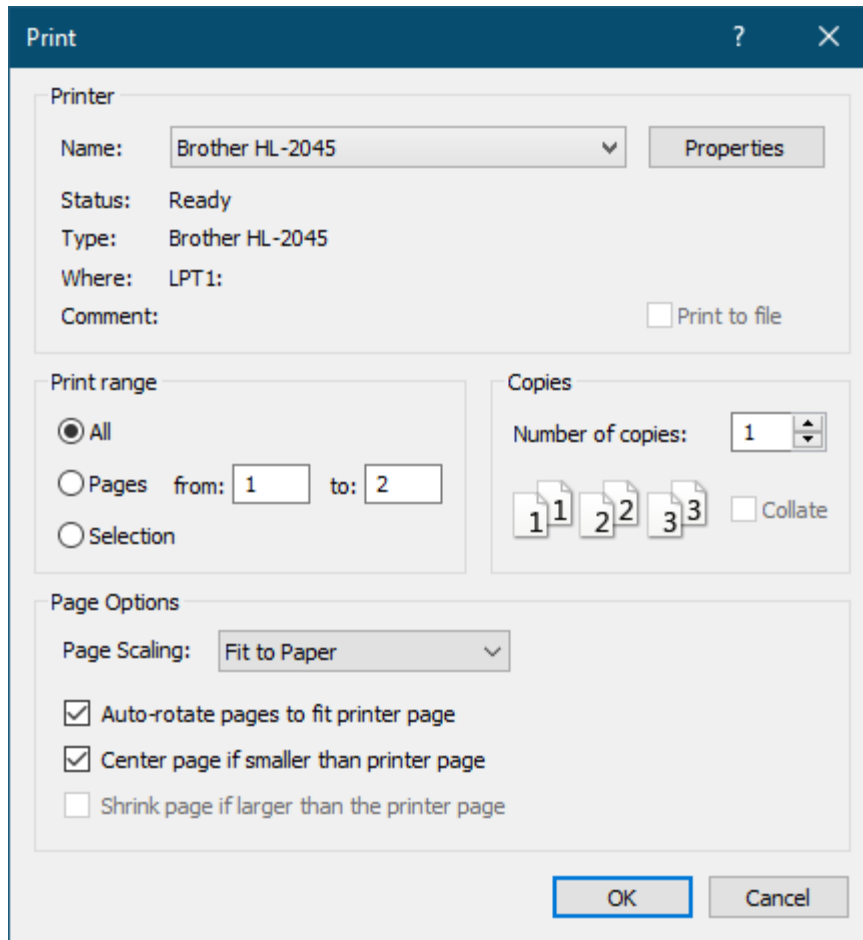 Print ?
Printer
Name: Brother HL-2045 Properties
Status: Ready
Type: Brother HL-2045
Where: LPT1:
Comment: Print to file
Print range
All
Pages from: 1 to: 2
Selection
Copies
Number of copies: 1
1 1 2 2 3 3 Collate
Page Options
Page Scaling: Fit to Paper
Auto-rotate pages to fit printer page
Center page if smaller than printer page
Shrink page if larger than the printer page
OK Cancel